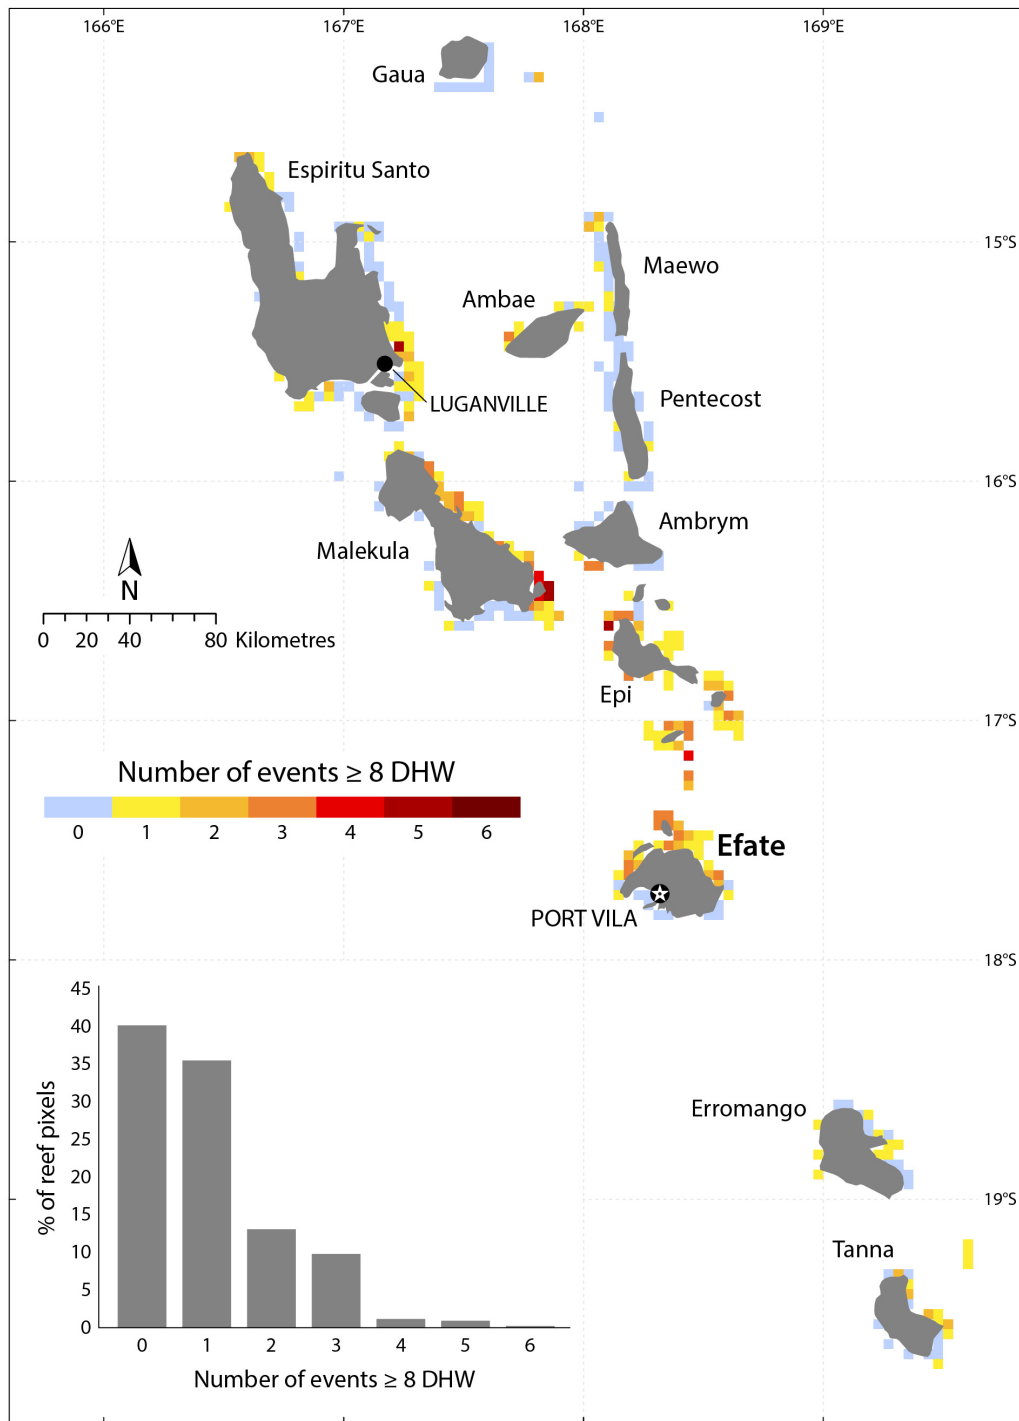 166°E 167°E 168°E 169°E
Gaua
Espiritu Santo
15°S
Maewo
Ambae
Pentecost
LUGANVILLE
16°S
Ambrym
Malekula
N
0 20 40 80 Kilometres
Epi
17°S
Number of events ≥ 8 DHW
0 1 2 3 4 5 6
Efate
PORT VILA
18°S
45
40
35
30
25
20
15
10
5
0
% of reef pixels
0 1 2 3 4 5 6
Number of events ≥ 8 DHW
Erromango
19°S
Tanna